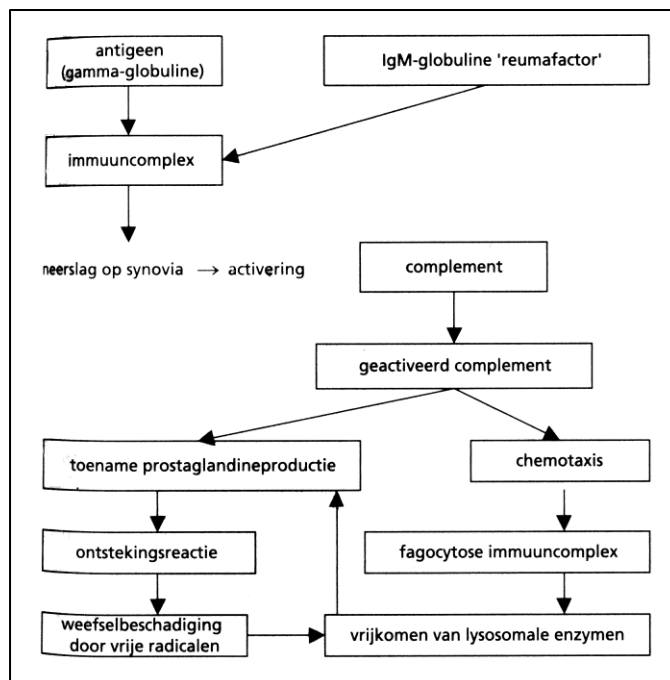 antigeen
(gamma-globuline)
IgM-globuline 'reumafactor'
immuuncomplex
neerslag op synovia → activering
complement
geactiveerd complement
toename prostaglandineproductie
chemotaxis
ontstekingsreactie
fagocytose immuuncomplex
weefselbeschadiging
door vrije radicalen
vrijkomen van lysosomale enzymen